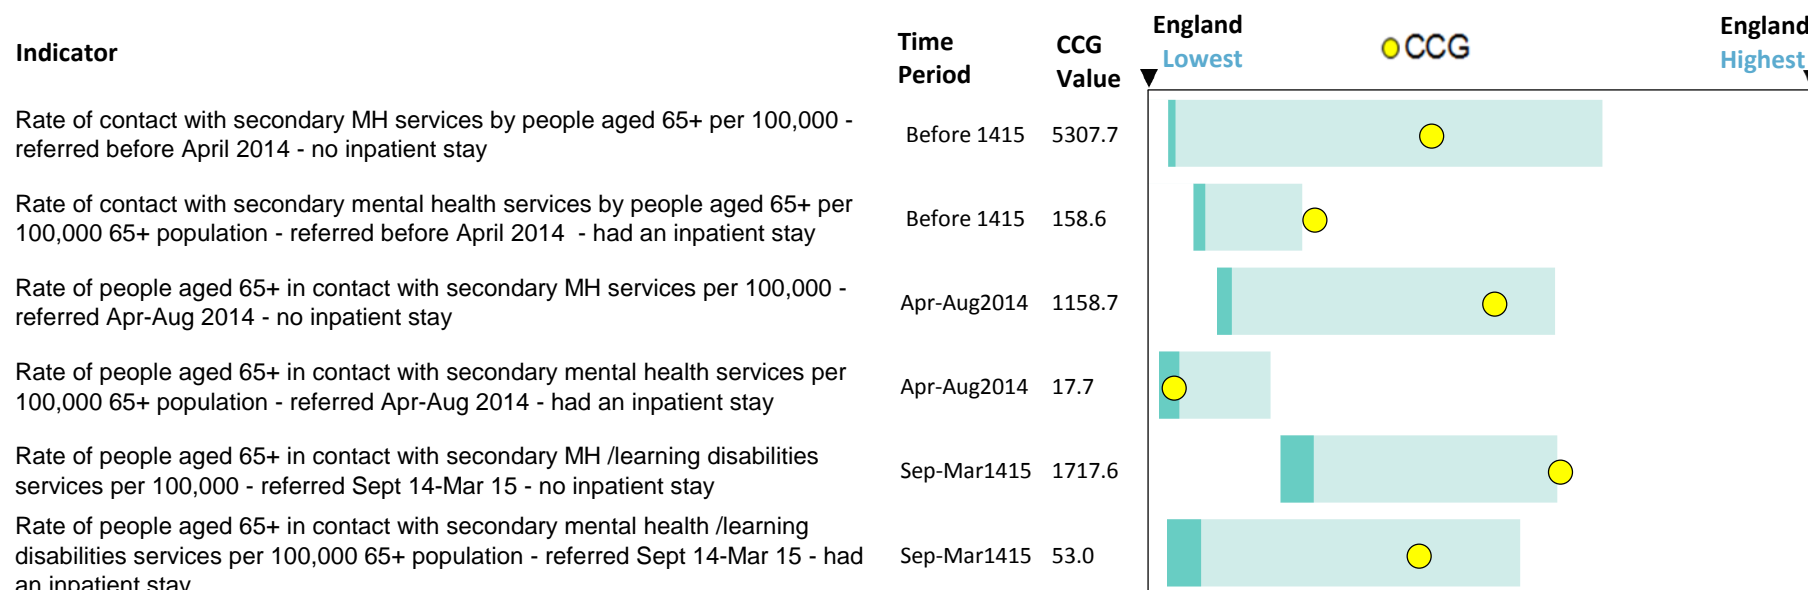 Indicator
Time
Period
CCG
Value
England
Lowest
CCG
England
Highest
Rate of contact with secondary MH services by people aged 65+ per 100,000 -
referred before April 2014 - no inpatient stay
Before 1415 5307.7
Rate of contact with secondary mental health services by people aged 65+ per
100,000 65+ population - referred before April 2014 - had an inpatient stay
Before 1415 158.6
Rate of people aged 65+ in contact with secondary MH services per 100,000 -
referred Apr-Aug 2014 - no inpatient stay
Apr-Aug2014 1158.7
Rate of people aged 65+ in contact with secondary mental health services per
100,000 65+ population - referred Apr-Aug 2014 - had an inpatient stay
Apr-Aug2014 17.7
Rate of people aged 65+ in contact with secondary MH /learning disabilities
services per 100,000 - referred Sept 14-Mar 15 - no inpatient stay
Sep-Mar1415 1717.6
Rate of people aged 65+ in contact with secondary mental health /learning
disabilities services per 100,000 65+ population - referred Sept 14-Mar 15 - had
an inpatient stay
Sep-Mar1415 53.0